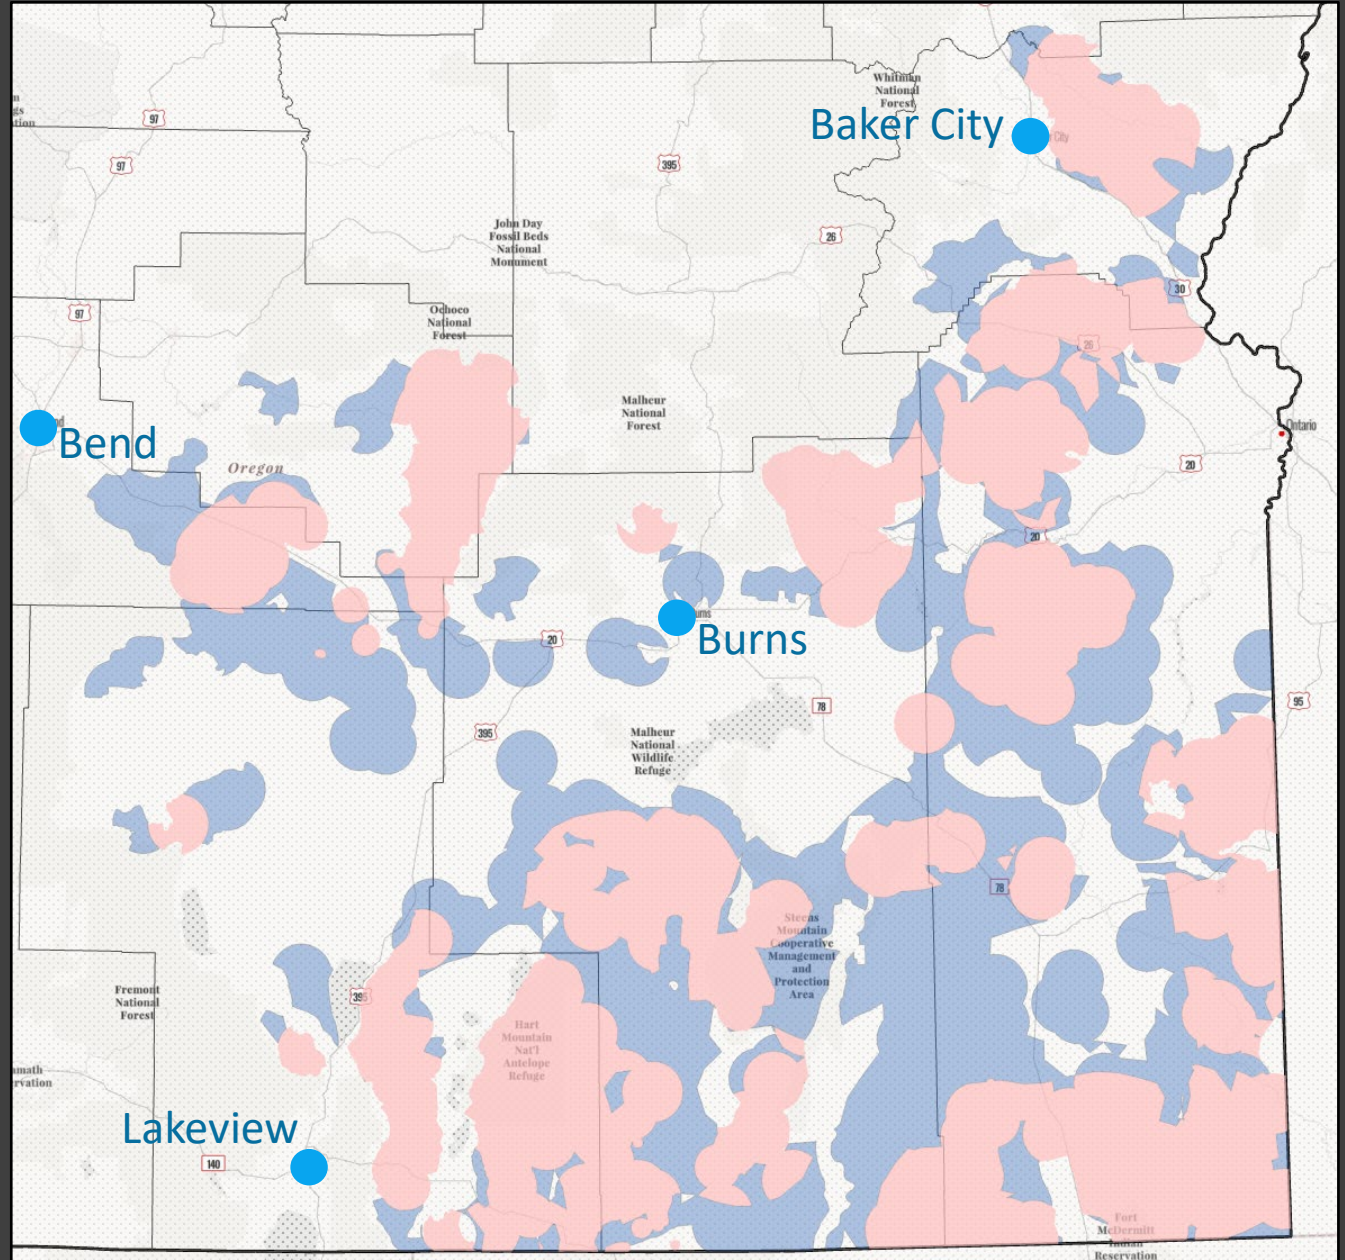 Whitman
National
Forest
97
Baker City
City
97
395
John Day
Fossil Beds
National
Monument
26
30
97
Ochoco
National
Forest
26
Malheur
National
Forest
Bend
Ontario
Oregon
20
20
20
Burns
395
78
95
Malheur
National
Wildlife
Refuge
78
Steens
Mountain
Cooperative
Management
and
Protection
Area
Fremont
National
Forest
395
Hart
Mountain
Nat'l
Antelope
Refuge
Lakeview
140
Fort
McDermitt
Indian
Reservation